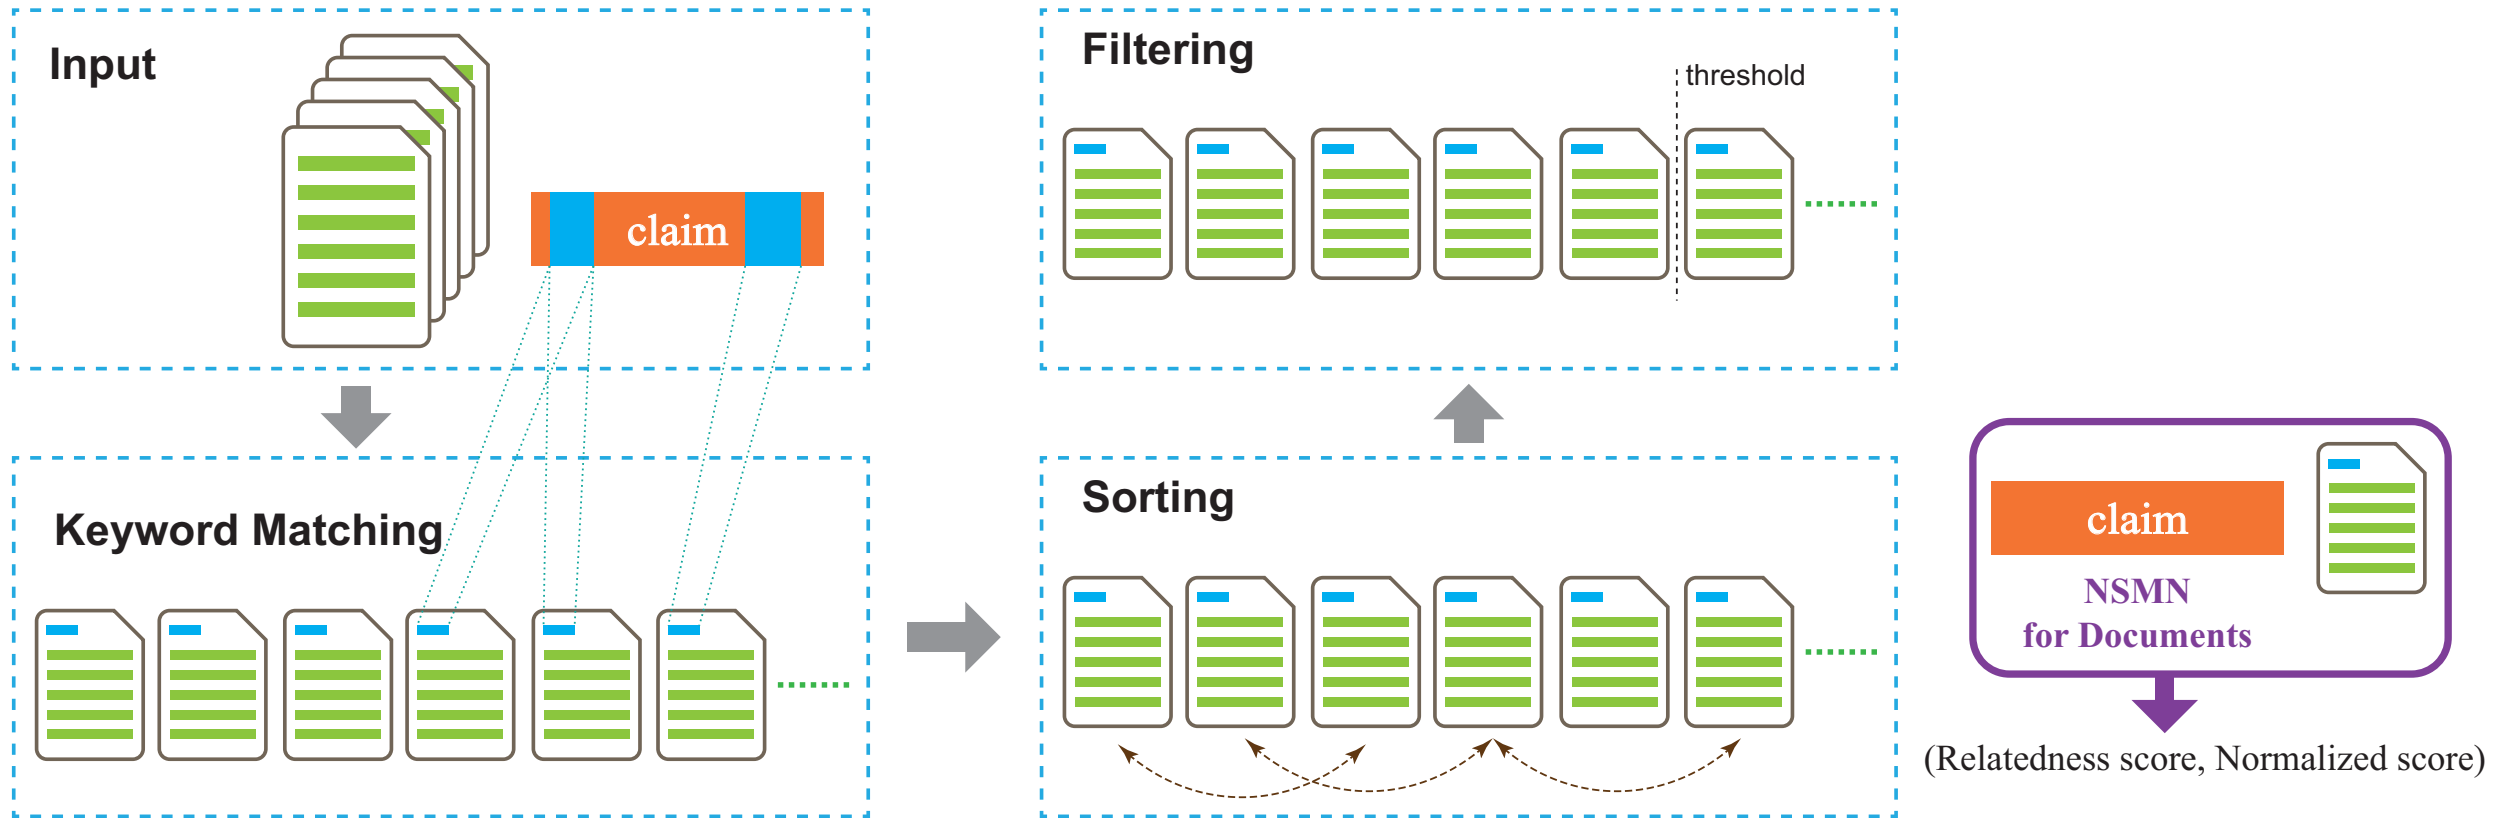 Input
claim
Keyword Matching
Filtering
threshold
Sorting
claim
NSMN
for Documents
(Relatedness score, Normalized score)